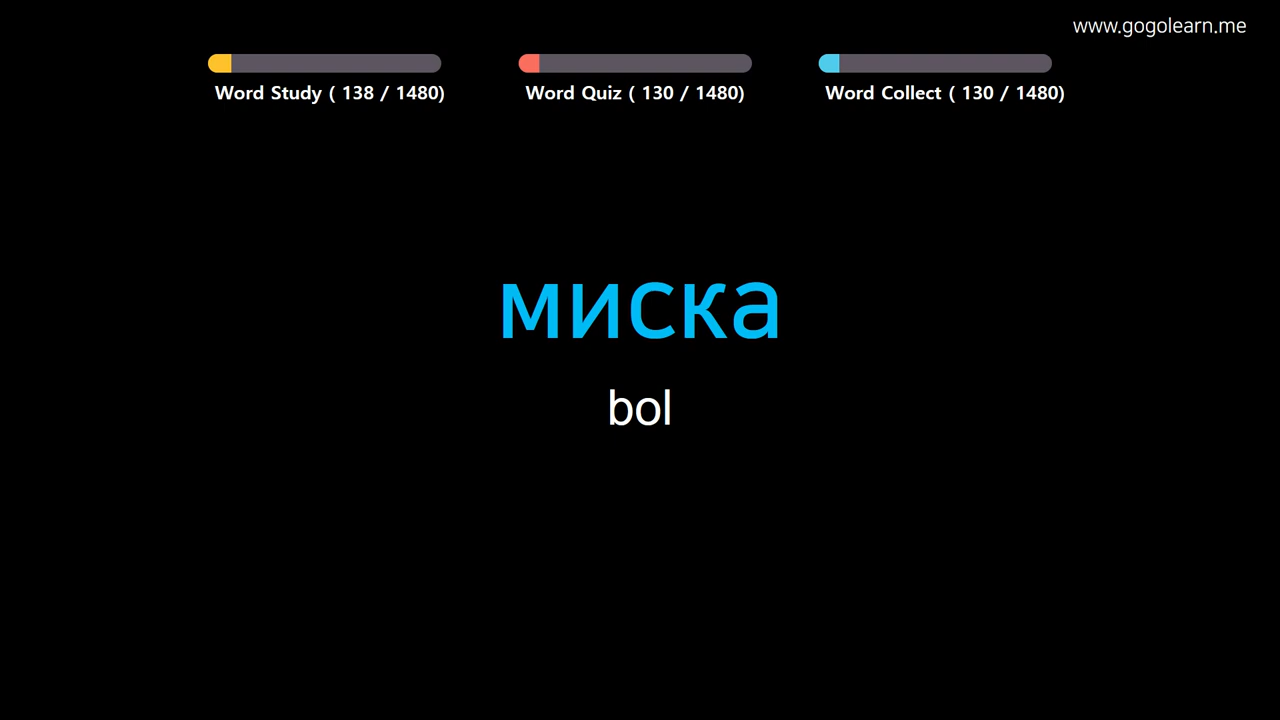 www.gogolearn.me
Word Study ( 138 / 1480)
Word Quiz ( 130 / 1480)
Word Collect ( 130 / 1480)
миска
bol